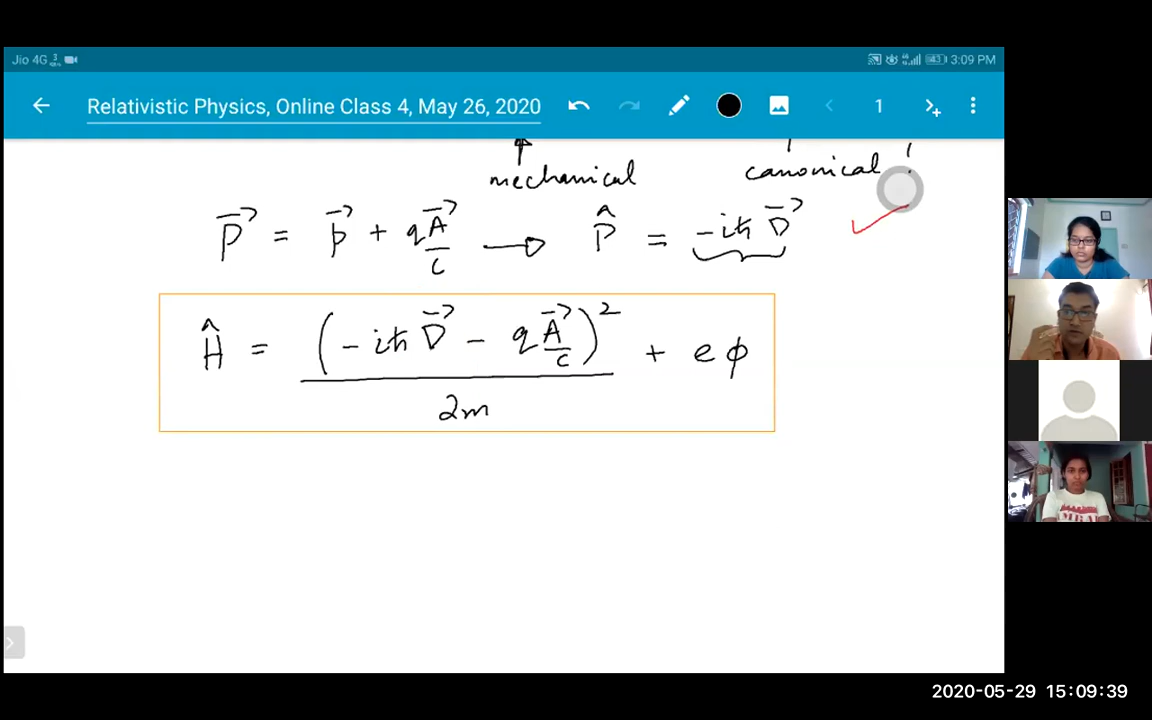 Jio 4G 3:09 PM
Relativistic Physics, Online Class 4, May 26, 2020 1
mechanical canonical
P⃗ = p⃗ + qA⃗/c → P̂ = -iℏ D⃗
Ĥ = (-iℏ D⃗ - qA⃗/c)² / 2m + eφ
2020-05-29 15:09:39